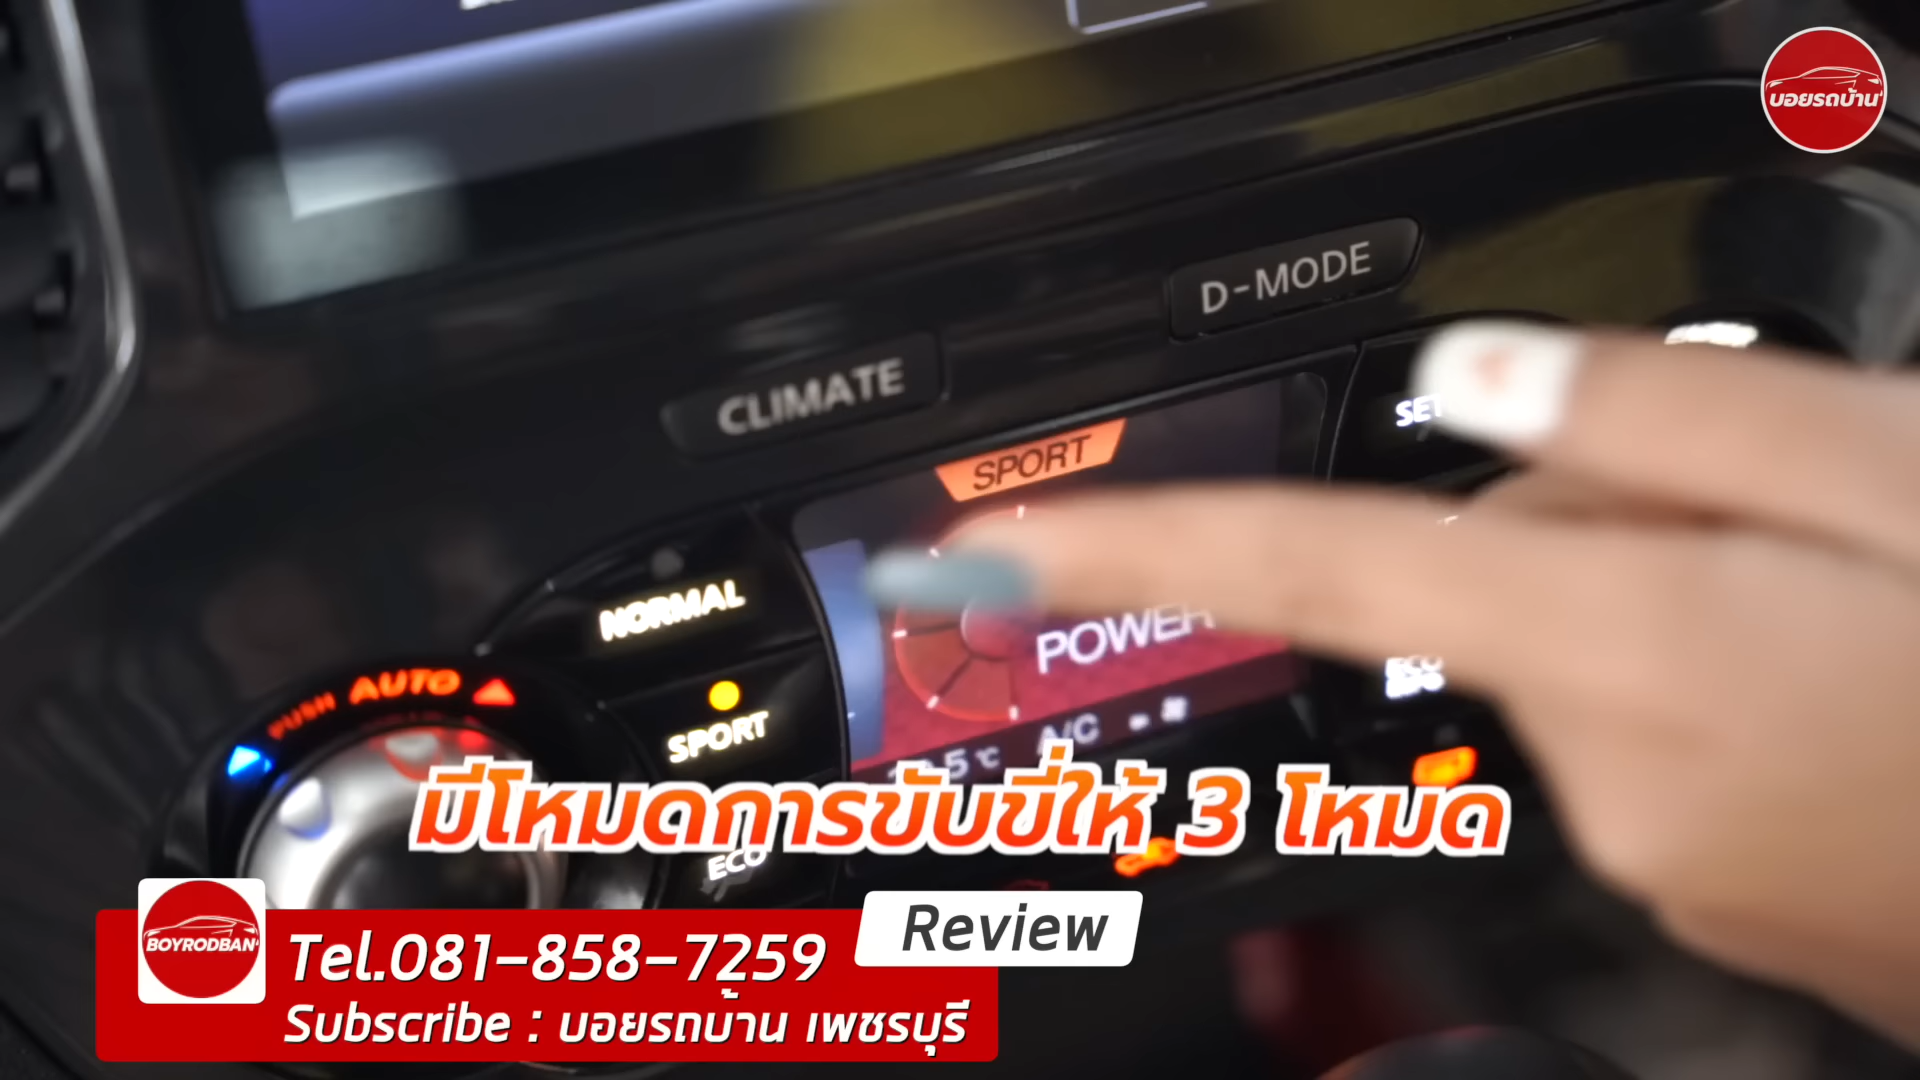 บอยรถบ้าน
D-MODE
CLIMATE
SPORT
NORMAL
POWER
PUSH AUTO
SPORT
A/C
มีโหมดการขับขี่ให้ 3 โหมด
ECO
Review
BOYRODBAN
Tel.081-858-7259
Subscribe : บอยรถบ้าน เพชรบุรี